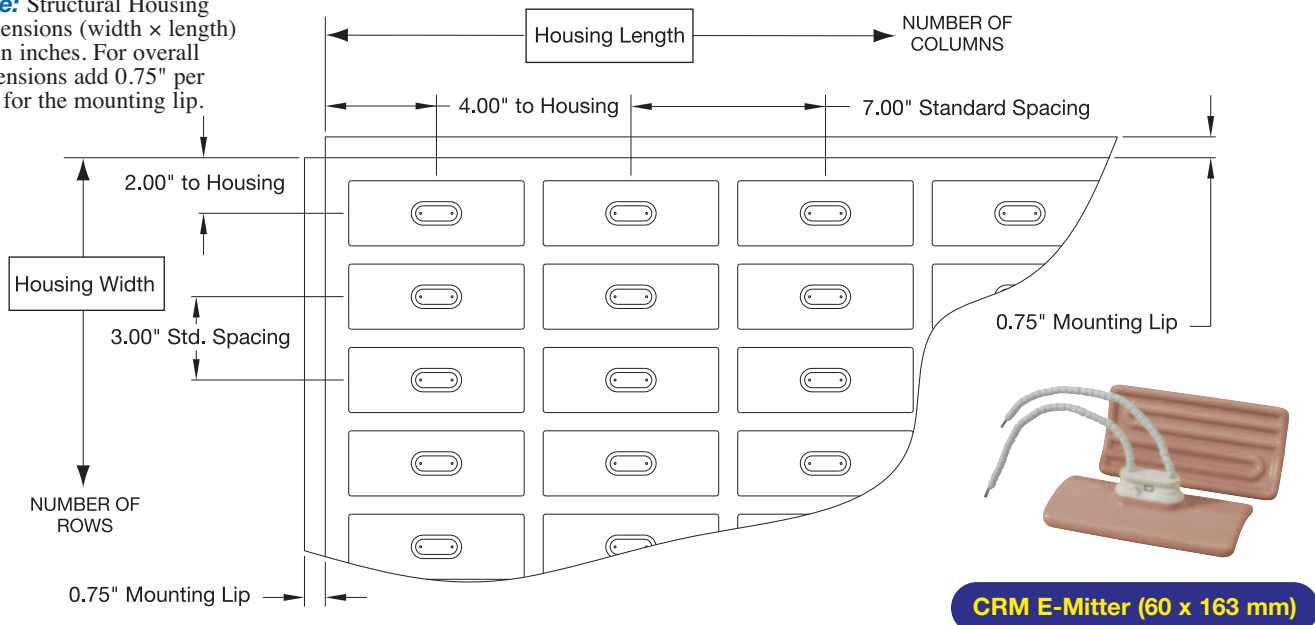 Structural Housing
(width × length)
inches. For overall
add 0.75" per
for the mounting lip.
Housing Length
NUMBER OF
COLUMNS
4.00" to Housing
7.00" Standard Spacing
2.00" to Housing
Housing Width
3.00" Std. Spacing
0.75" Mounting Lip
NUMBER OF
ROWS
0.75" Mounting Lip
CRM E-Mitter (60 x 163 mm)